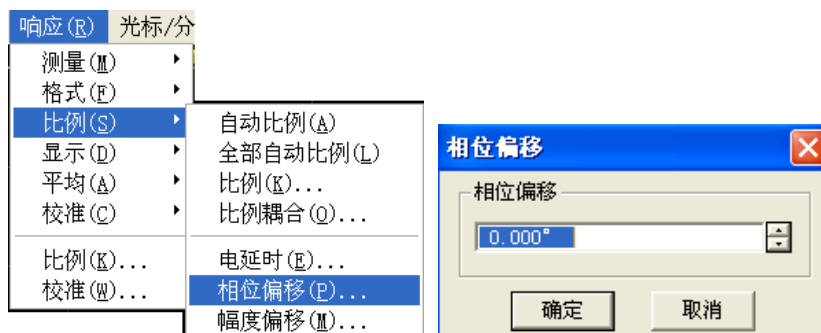 响应(R) 光标/分
测量(M)
格式(F)
比例(S)
显示(D)
平均(A)
校准(C)
比例(K)...
校准(W)...
自动比例(A)
全部自动比例(L)
比例(K)...
比例耦合(O)...
电延时(E)...
相位偏移(P)...
幅度偏移(M)...
相位偏移
相位偏移
0.000°
确定 取消